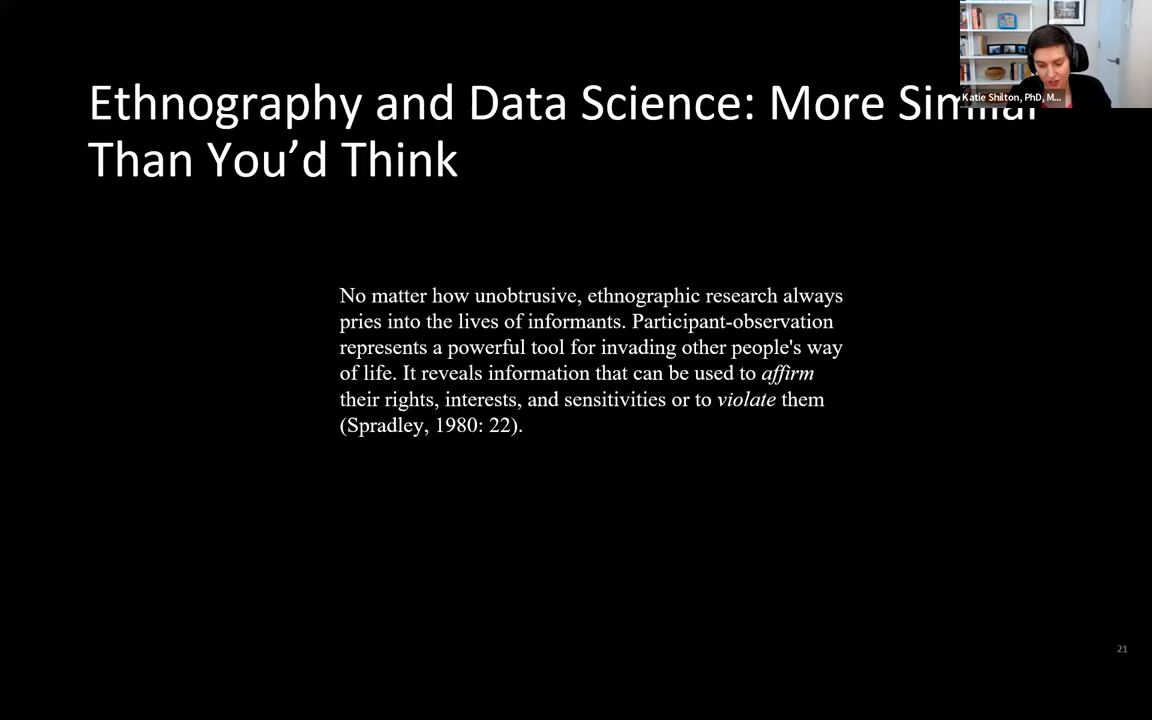 Ethnography and Data Science: More Similar
Than You’d Think
Katie Shilton, PhD, M...
No matter how unobtrusive, ethnographic research always
pries into the lives of informants. Participant-observation
represents a powerful tool for invading other people's way
of life. It reveals information that can be used to affirm
their rights, interests, and sensitivities or to violate them
(Spradley, 1980: 22).
21